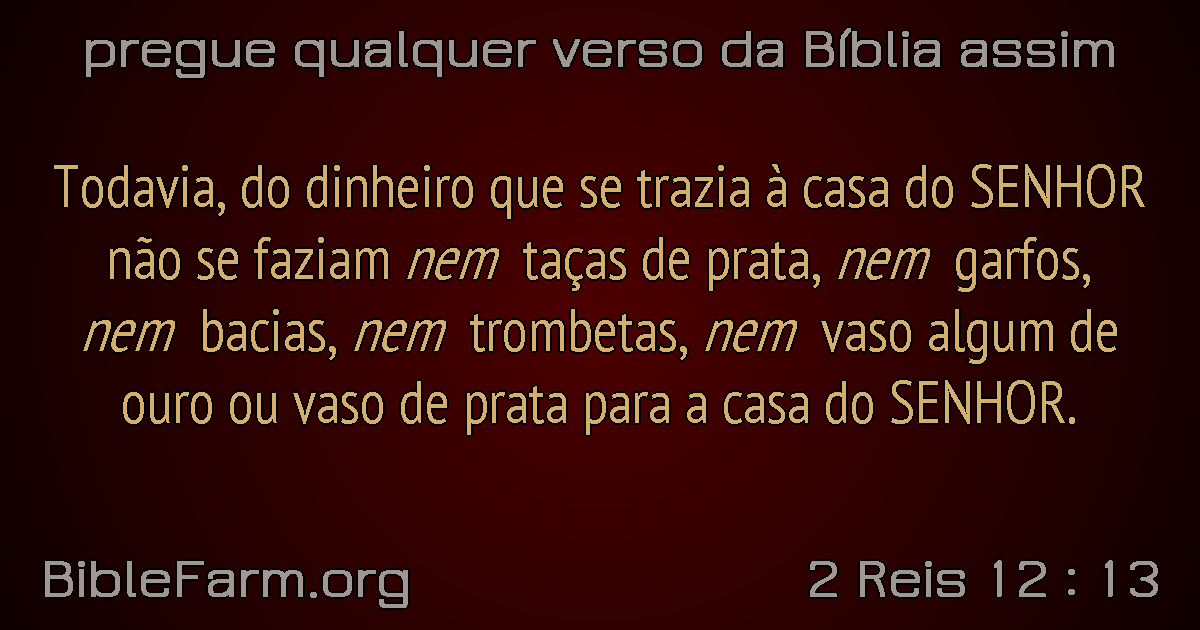 pregue qualquer verso da Bíblia assim
Todavia, do dinheiro que se trazia à casa do SENHOR
não se faziam nem taças de prata, nem garfos,
nem bacias, nem trombetas, nem vaso algum de
ouro ou vaso de prata para a casa do SENHOR.
BibleFarm.org
2 Reis 12 : 13